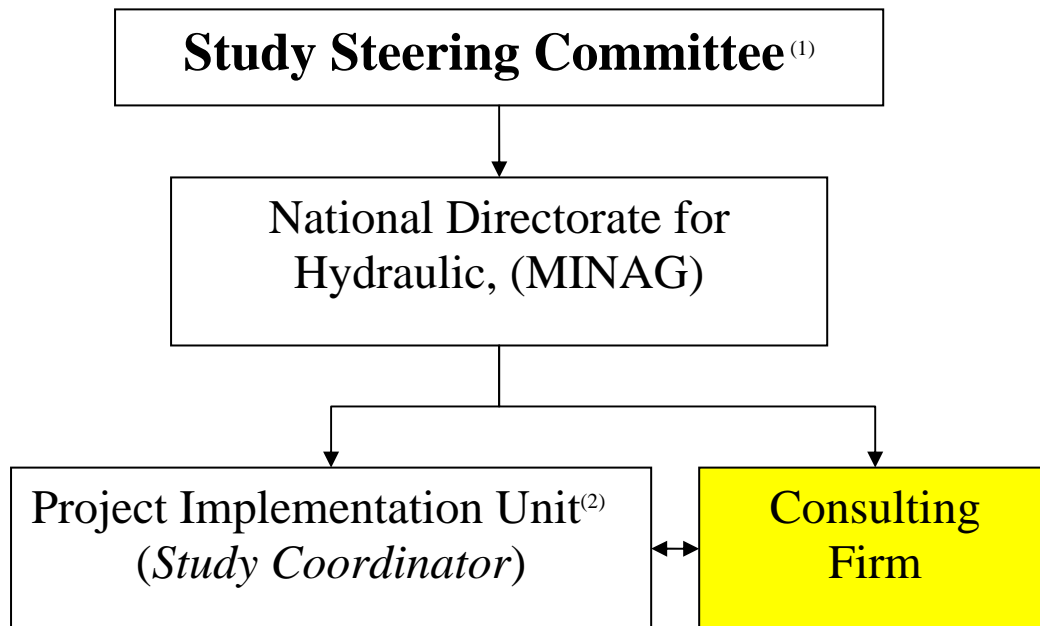 Study Steering Committee (1)
National Directorate for
Hydraulic, (MINAG)
Project Implementation Unit(2)
(Study Coordinator)
Consulting
Firm